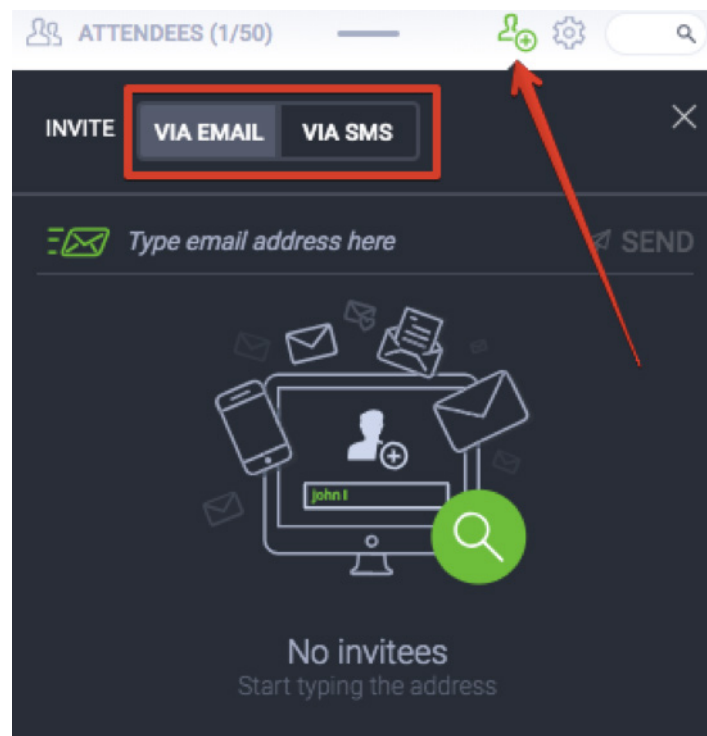 ATTENDEES (1/50)
INVITE VIA EMAIL VIA SMS
Type email address here SEND
john I
No invitees
Start typing the address